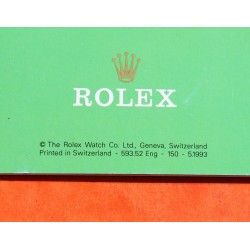 ROLEX
© The Rolex Watch Co. Ltd., Geneva, Switzerland
Printed in Switzerland - 593.52 Eng - 150 - 5.1993